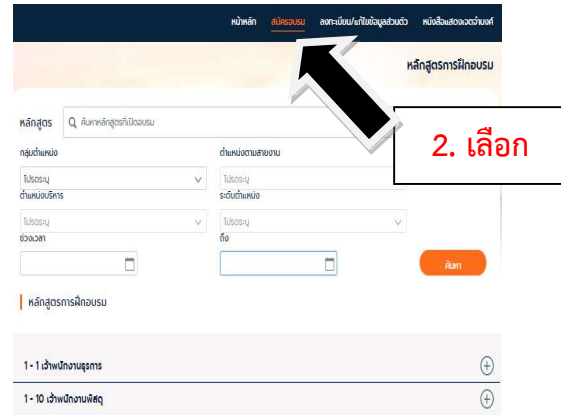 หน้าหลัก สมัครอบรม ลงทะเบียน/แก้ไขข้อมูลส่วนตัว หนังสือแสดงเจตจำนงค์
หลักสูตรการฝึกอบรม
หลักสูตร ค้นหาหลักสูตรที่เปิดอบรม
2. เลือก
กลุ่มตำแหน่ง ตำแหน่งตามสายงาน
โปรดระบุ โปรดระบุ
ตำแหน่งบริหาร ระดับตำแหน่ง
โปรดระบุ โปรดระบุ
ช่วงเวลา ถึง
ค้นหา
หลักสูตรการฝึกอบรม
1 - 1 เจ้าพนักงานธุรการ
1 - 10 เจ้าพนักงานพัสดุ